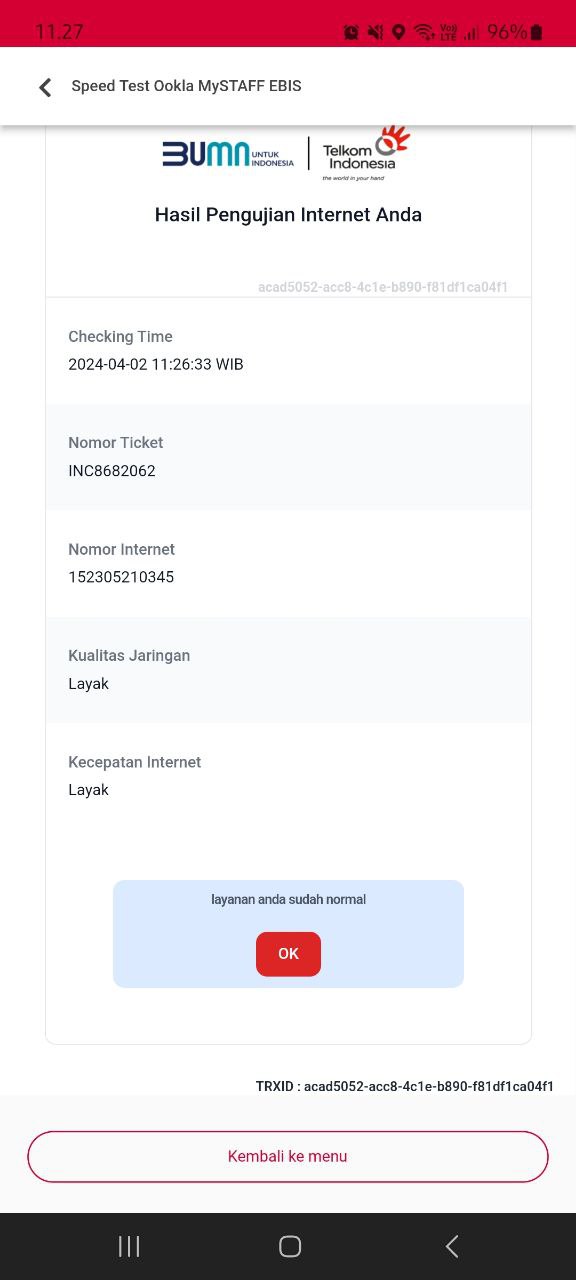 11.27
Vo)) LTE
96%
Speed Test Ookla MySTAFF EBIS
BUMN UNTUK INDONESIA
Telkom Indonesia
the world in your hand
Hasil Pengujian Internet Anda
acad5052-acc8-4c1e-b890-f81df1ca04f1
Checking Time
2024-04-02 11:26:33 WIB
Nomor Ticket
INC8682062
Nomor Internet
152305210345
Kualitas Jaringan
Layak
Kecepatan Internet
Layak
layanan anda sudah normal
OK
TRXID : acad5052-acc8-4c1e-b890-f81df1ca04f1
Kembali ke menu